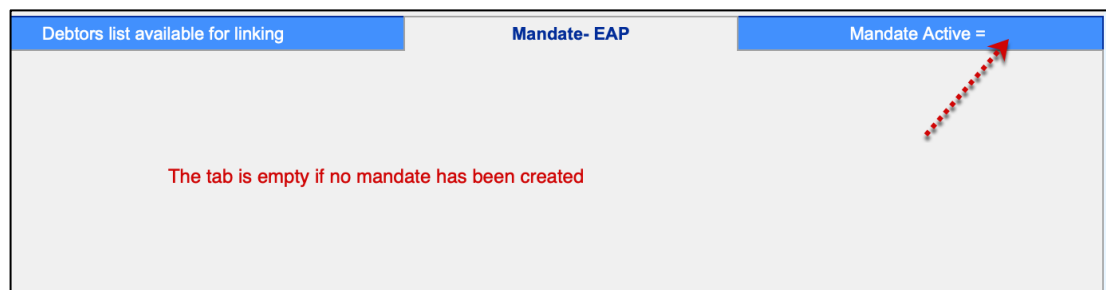 Debtors list available for linking
Mandate- EAP
Mandate Active =
The tab is empty if no mandate has been created